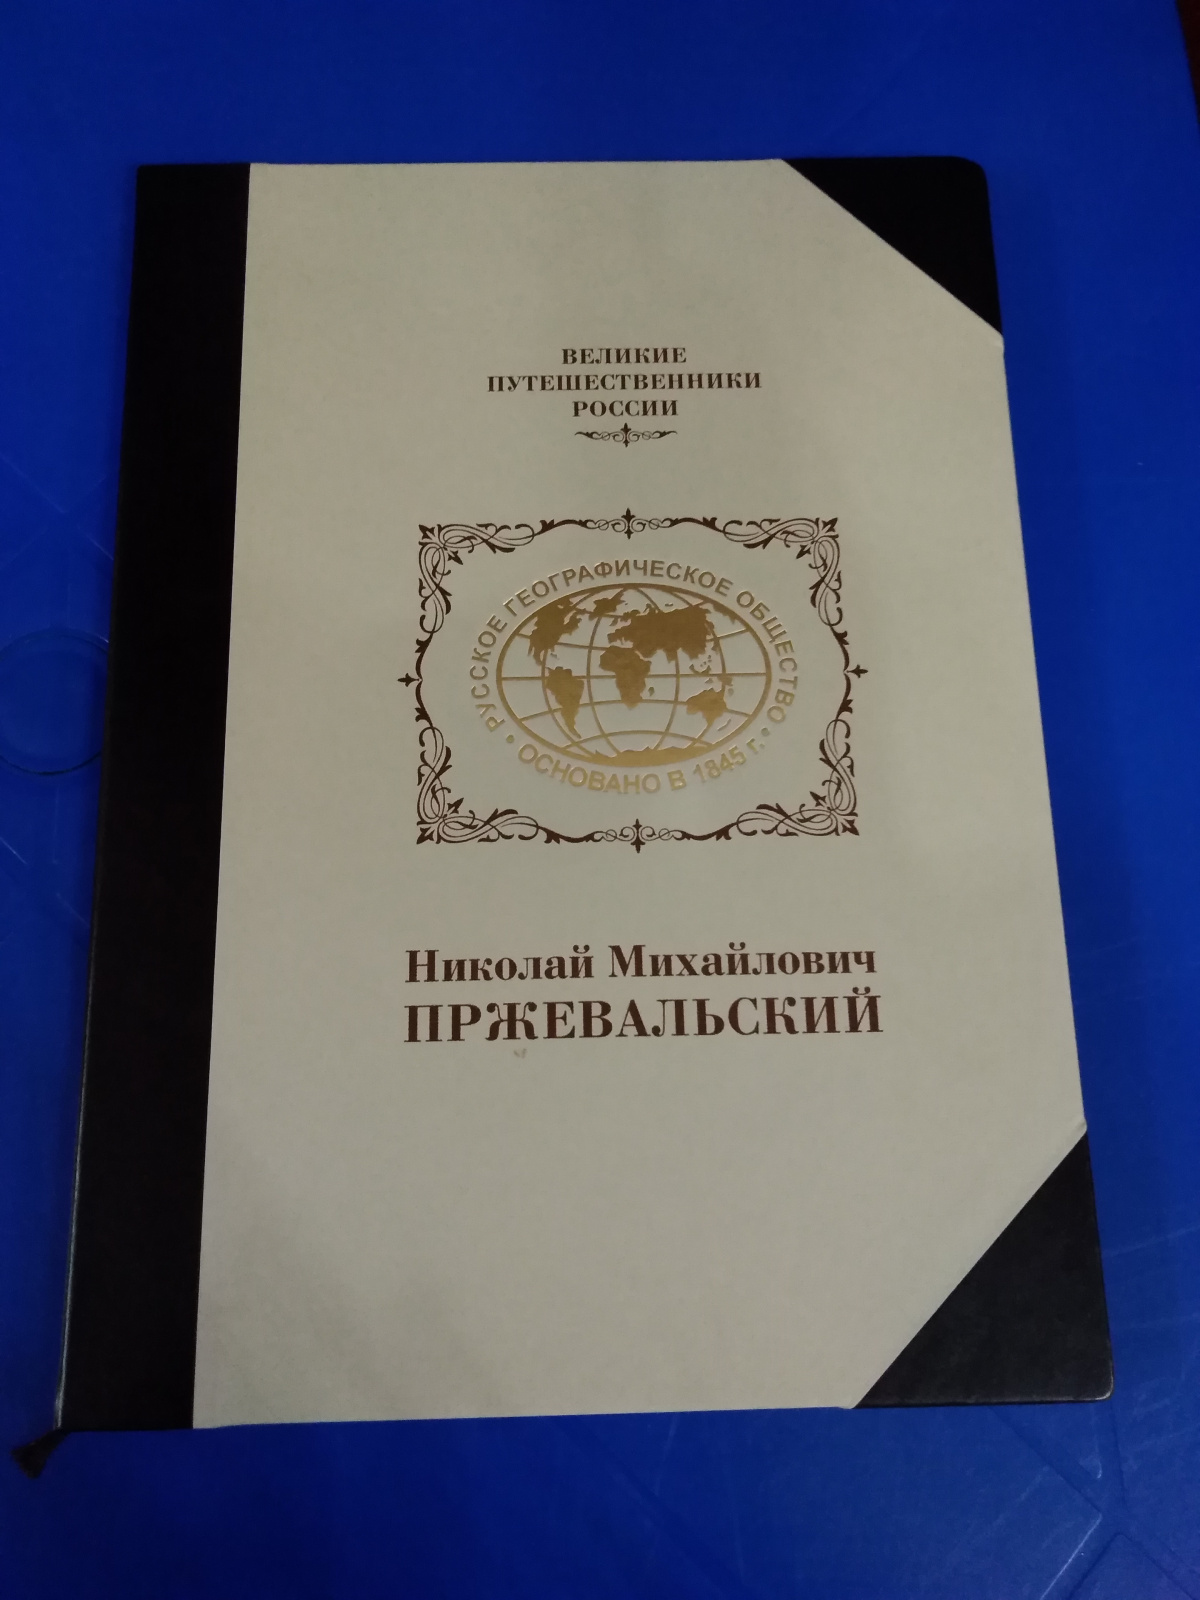 ВЕЛИКИЕ
ПУТЕШЕСТВЕННИКИ
РОССИИ
РУССКОЕ ГЕОГРАФИЧЕСКОЕ ОБЩЕСТВО
• ОСНОВАНО В 1845 г. •
Николай Михайлович
ПРЖЕВАЛЬСКИЙ